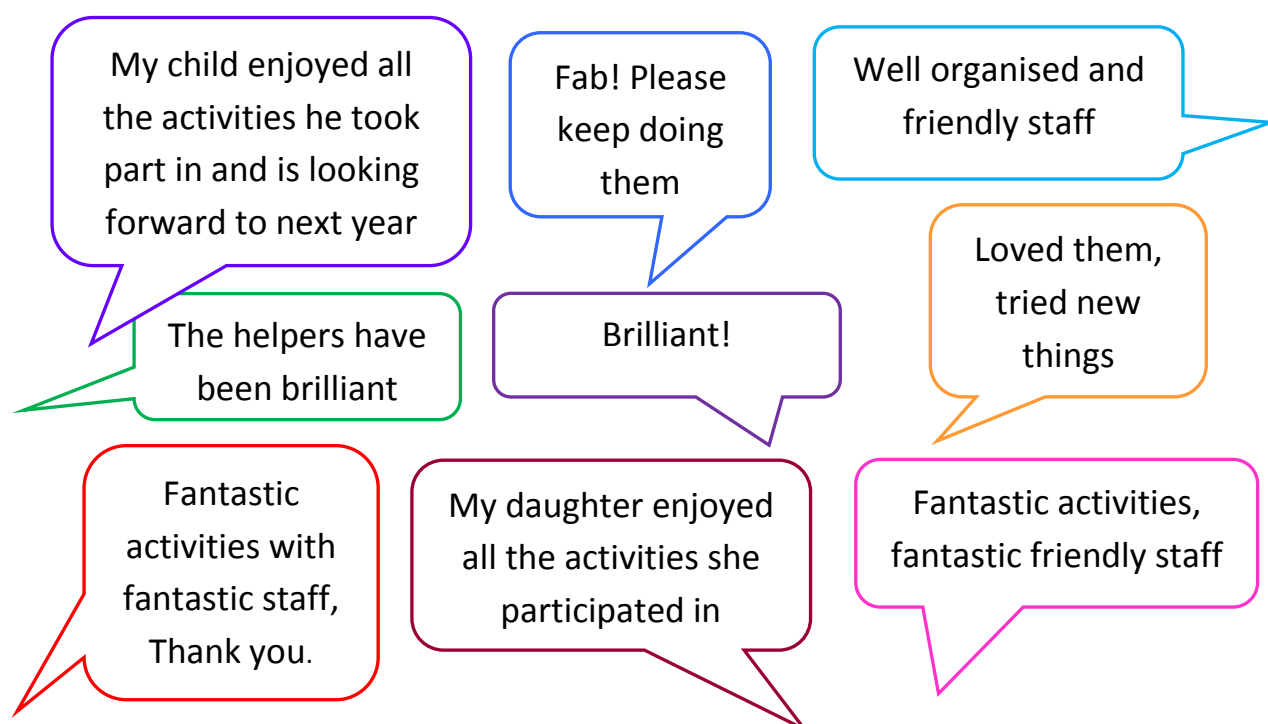 My child enjoyed all
the activities he took
part in and is looking
forward to next year
Fab! Please
keep doing
them
Well organised and
friendly staff
The helpers have
been brilliant
Brilliant!
Loved them,
tried new
things
Fantastic
activities with
fantastic staff,
Thank you.
My daughter enjoyed
all the activities she
participated in
Fantastic activities,
fantastic friendly staff